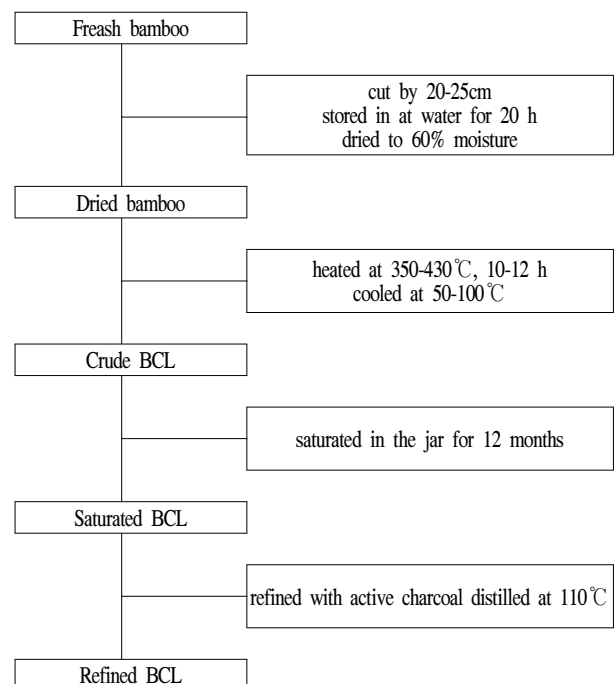 Freash bamboo
cut by 20-25cm
stored in at water for 20 h
dried to 60% moisture
Dried bamboo
heated at 350-430℃, 10-12 h
cooled at 50-100℃
Crude BCL
saturated in the jar for 12 months
Saturated BCL
refined with active charcoal distilled at 110℃
Refined BCL